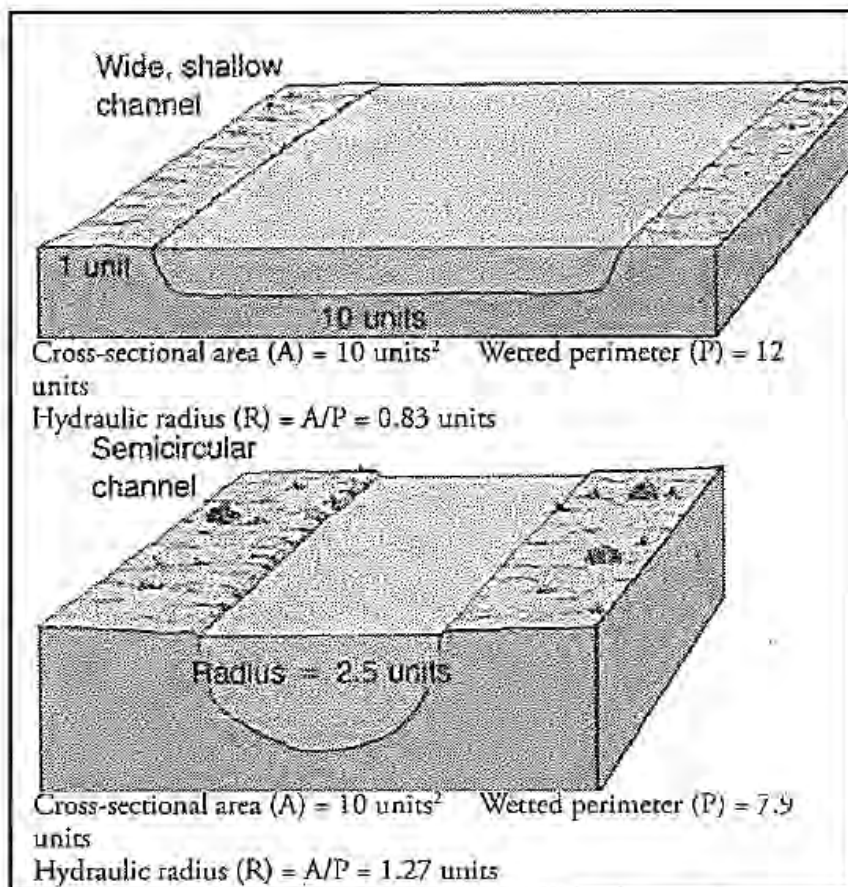 Wide, shallow
channel
1 unit
10 units
Cross-sectional area (A) = 10 units² Wetted perimeter (P) = 12
units
Hydraulic radius (R) = A/P = 0.83 units
Semicircular
channel
Radius = 2.5 units
Cross-sectional area (A) = 10 units² Wetted perimeter (P) = 7.9
units
Hydraulic radius (R) = A/P = 1.27 units